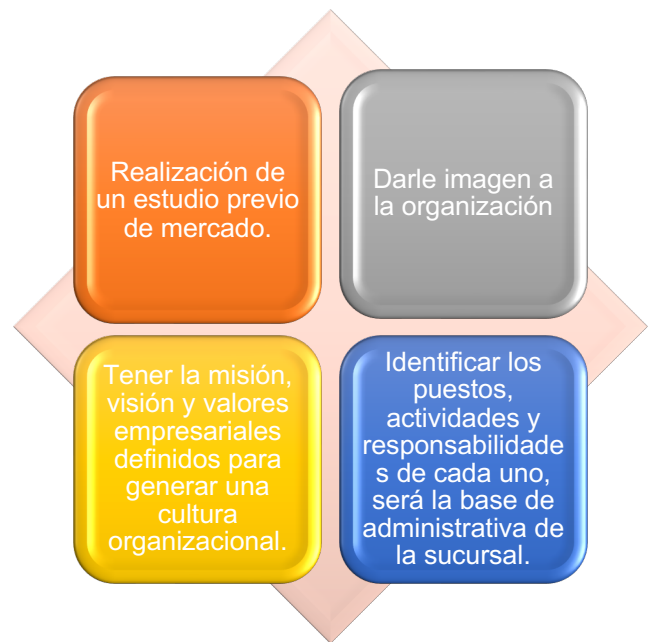 Realización de
un estudio previo
de mercado.
Darle imagen a
la organización
Tener la misión,
visión y valores
empresariales
definidos para
generar una
cultura
organizacional.
Identificar los
puestos,
actividades y
responsabilidade
s de cada uno,
será la base de
administrativa de
la sucursal.